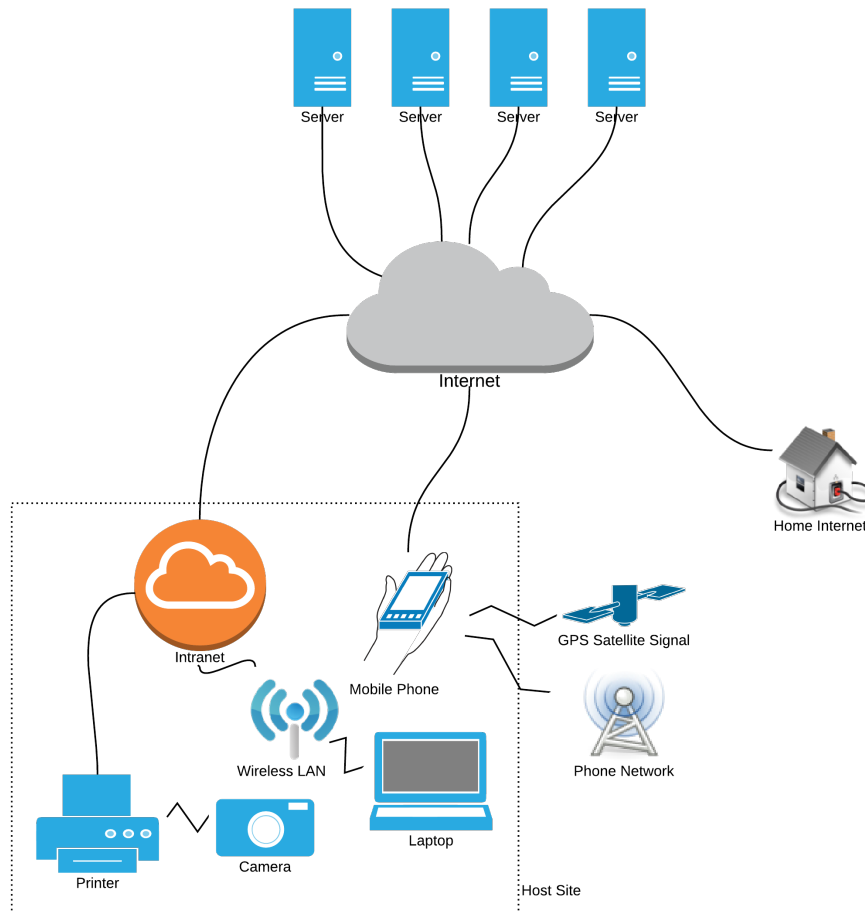 Server
Server
Server
Server
Internet
Home Internet
Intranet
GPS Satellite Signal
Mobile Phone
Wireless LAN
Phone Network
Laptop
Camera
Printer
Host Site